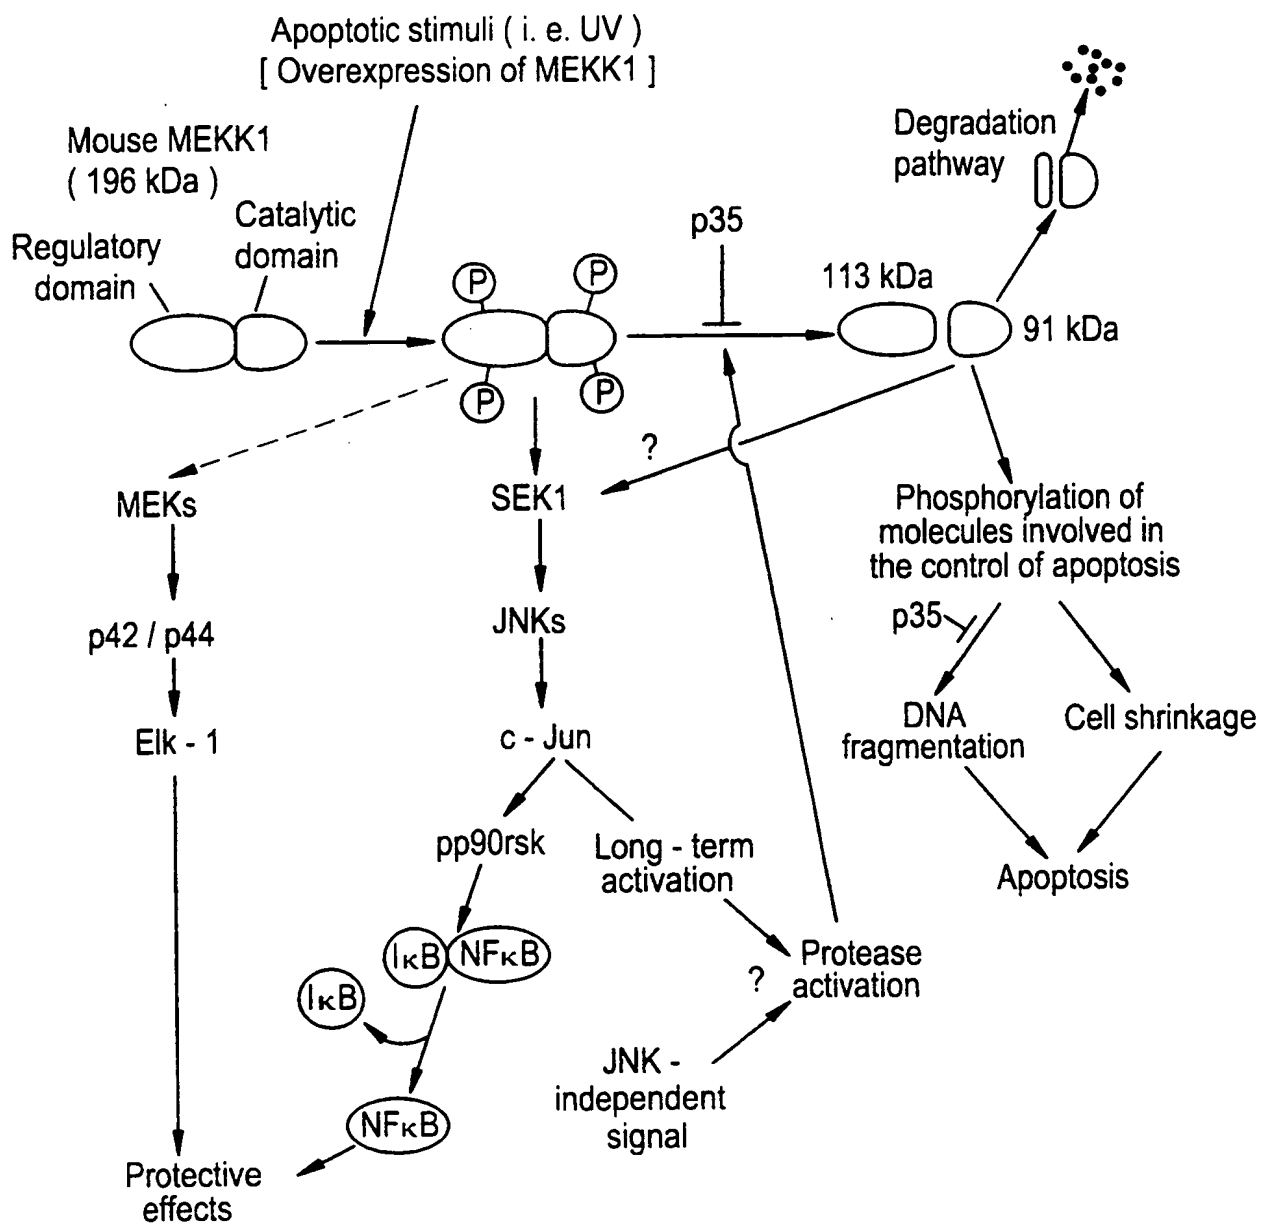 Apoptotic stimuli ( i. e. UV )
[ Overexpression of MEKK1 ]
Mouse MEKK1
( 196 kDa )
Catalytic
domain
Regulatory
domain
P
P
P
P
p35
113 kDa
91 kDa
Degradation
pathway
?
MEKs
SEK1
Phosphorylation of
molecules involved in
the control of apoptosis
p42 / p44
JNKs
p35
Elk - 1
c - Jun
DNA
fragmentation
Cell shrinkage
pp90rsk
Long - term
activation
Apoptosis
IκB
NFκB
Protease
activation
?
IκB
JNK -
independent
signal
NFκB
Protective
effects